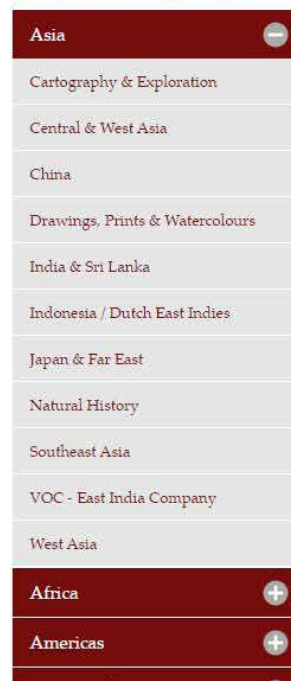 Asia
Cartography & Exploration
Central & West Asia
China
Drawings, Prints & Watercolours
India & Sri Lanka
Indonesia / Dutch East Indies
Japan & Far East
Natural History
Southeast Asia
VOC - East India Company
West Asia
Africa
Americas